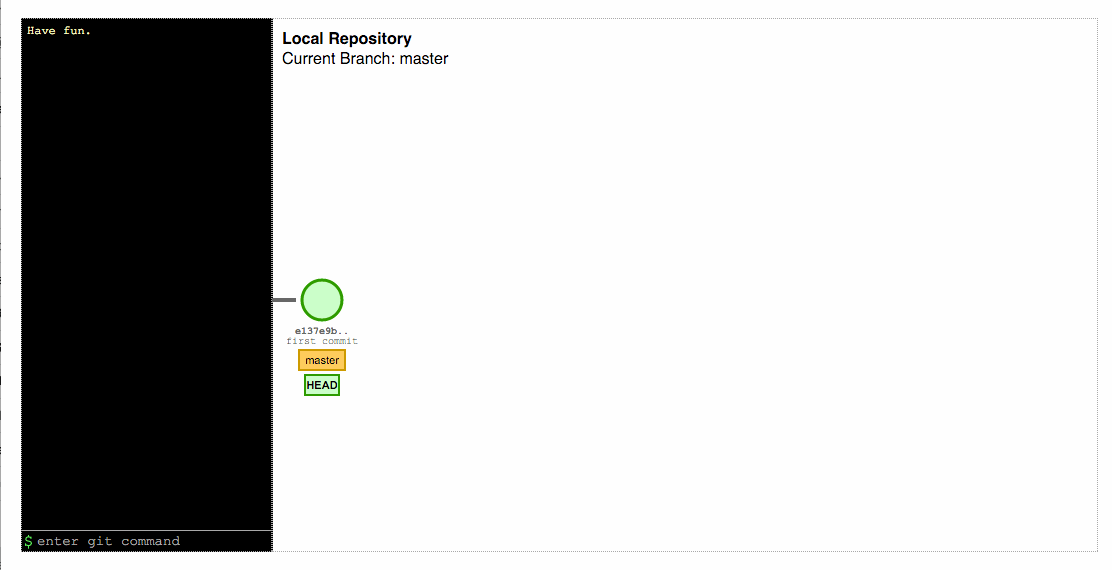 Have fun.
Local Repository
Current Branch: master
e137e9b..
first commit
master
HEAD
$ enter git command